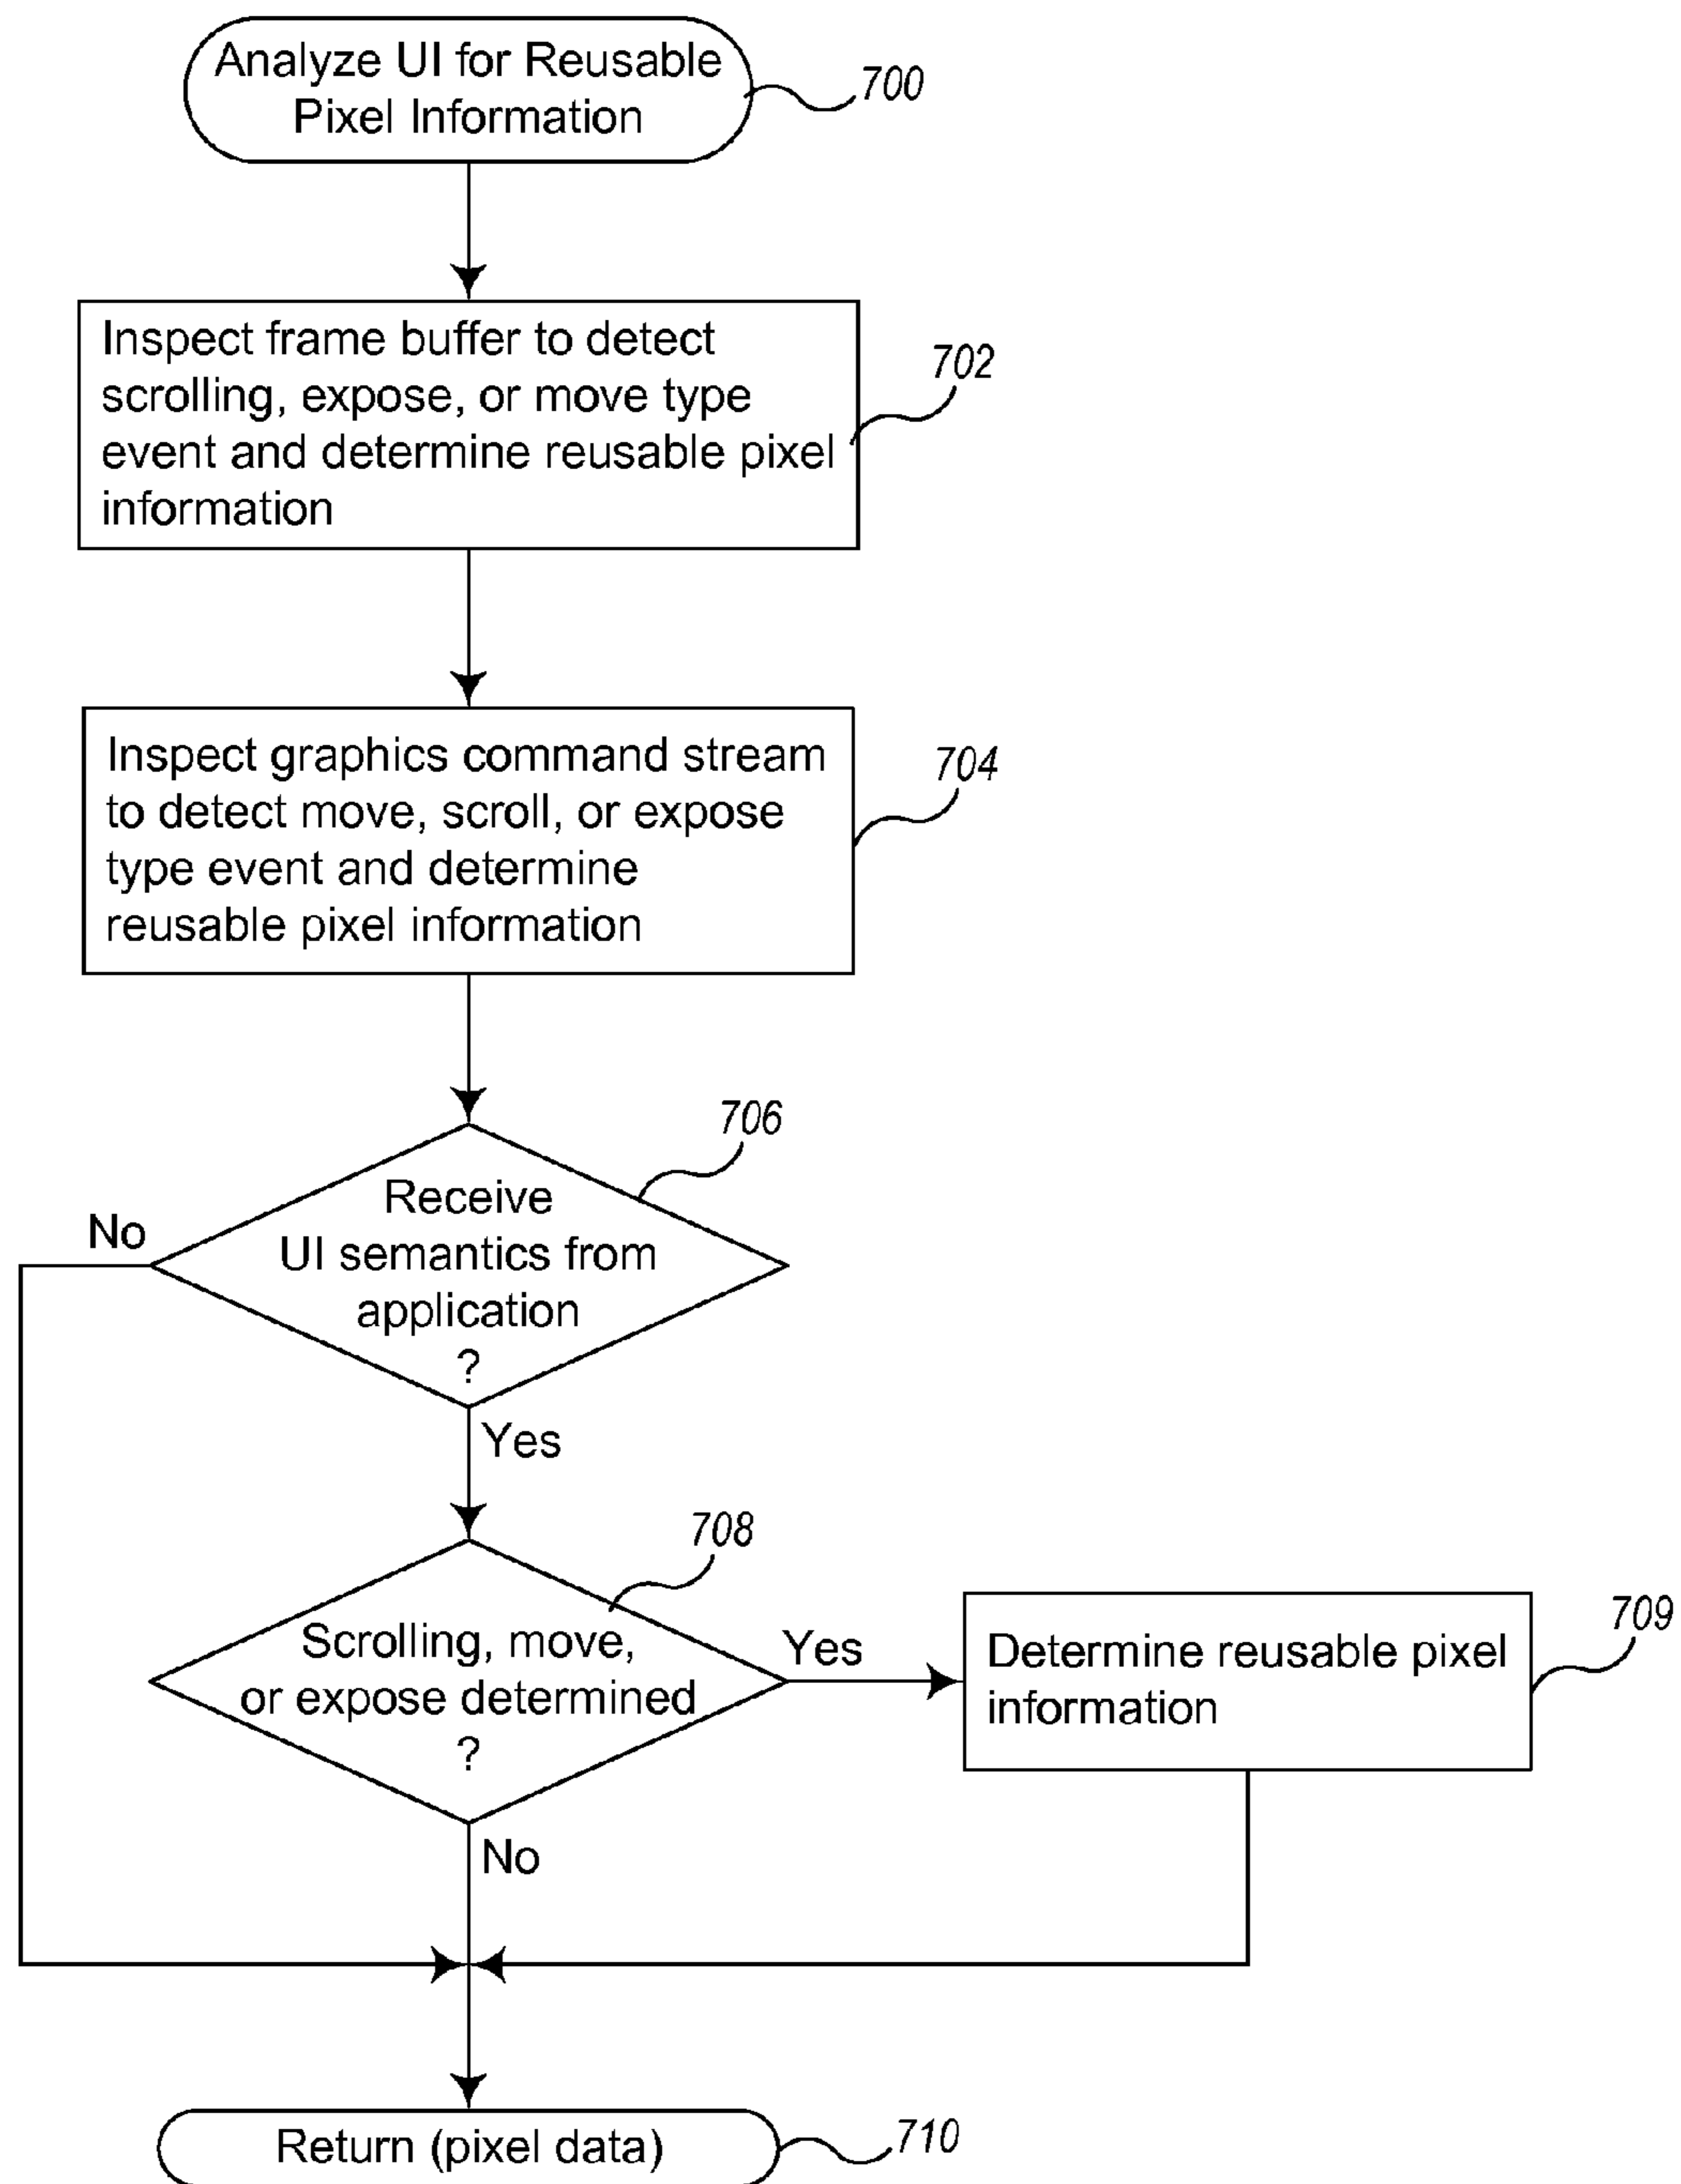 Analyze UI for Reusable
Pixel Information
700
Inspect frame buffer to detect
scrolling, expose, or move type
event and determine reusable pixel
information
702
Inspect graphics command stream
to detect move, scroll, or expose
type event and determine
reusable pixel information
704
706
Receive
UI semantics from
application
?
No
Yes
708
Scrolling, move,
or expose determined
?
Yes
Determine reusable pixel
information
709
No
Return (pixel data)
710